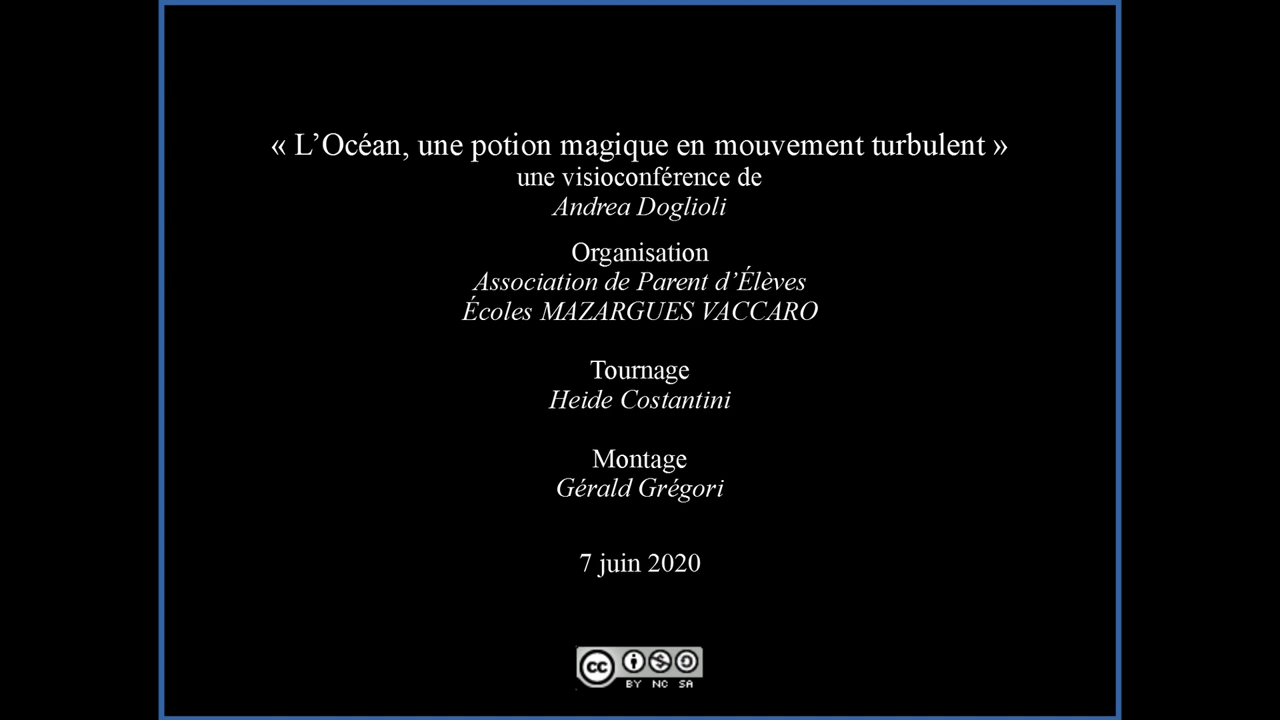 « L’Océan, une potion magique en mouvement turbulent »
une visioconférence de
Andrea Doglioli
Organisation
Association de Parent d’Élèves
Écoles MAZARGUES VACCARO
Tournage
Heide Costantini
Montage
Gérald Grégori
7 juin 2020
cc
BY NC SA